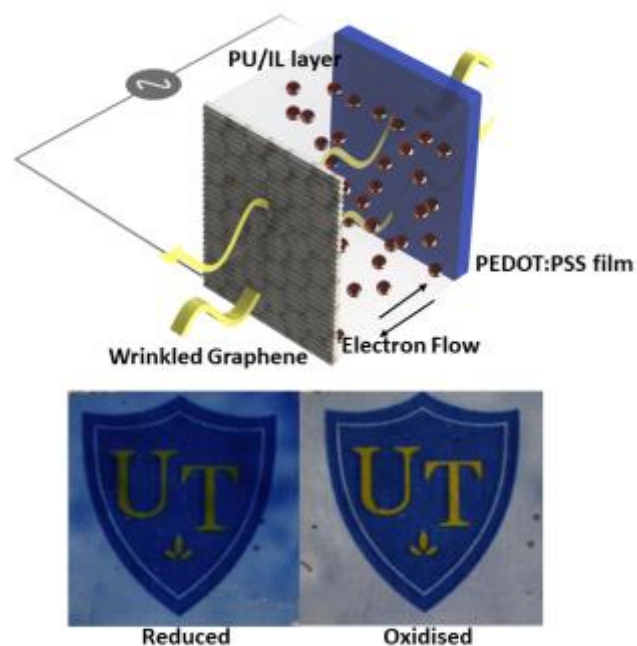 PU/IL layer
PEDOT:PSS film
Electron Flow
Wrinkled Graphene
UT
UT
Reduced
Oxidised